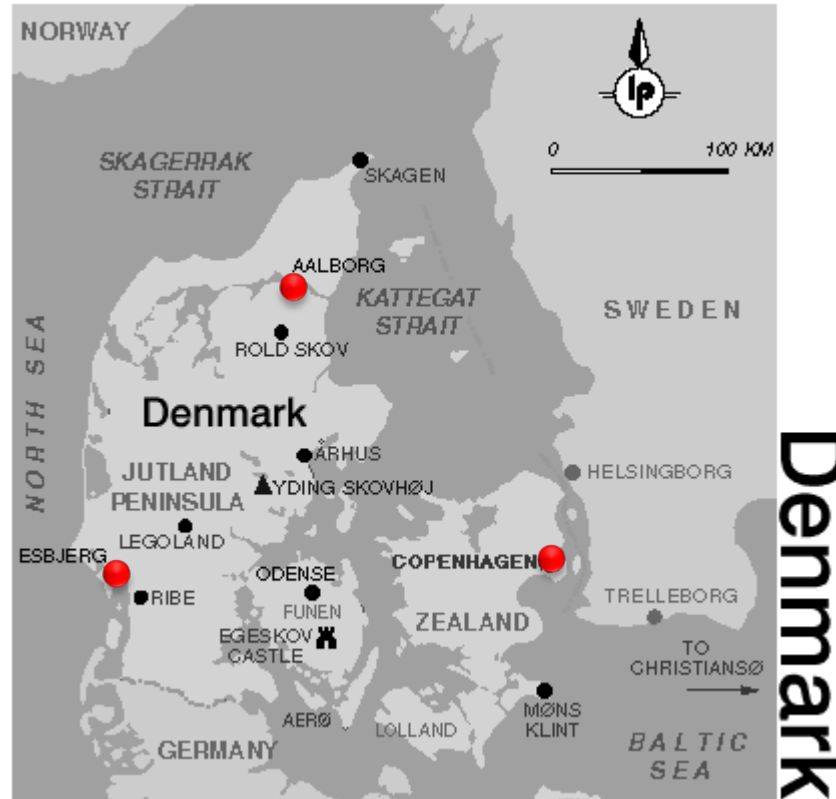 NORWAY
lp
0 100 KM
SKAGERRAK
STRAIT
SKAGEN
AALBORG
KATTEGAT
STRAIT
SWEDEN
ROLD SKOV
NORTH SEA
Denmark
ÅRHUS
JUTLAND
PENINSULA
YDING SKOVHØJ
HELSINGBORG
LEGOLAND
ESBJERG
COPENHAGEN
ODENSE
RIBE
FUNEN
TRELLEBORG
ZEALAND
EGESKOV
CASTLE
TO
CHRISTIANSØ
AERØ
LOLLAND
MØNS
KLINT
GERMANY
BALTIC
SEA
Denmark